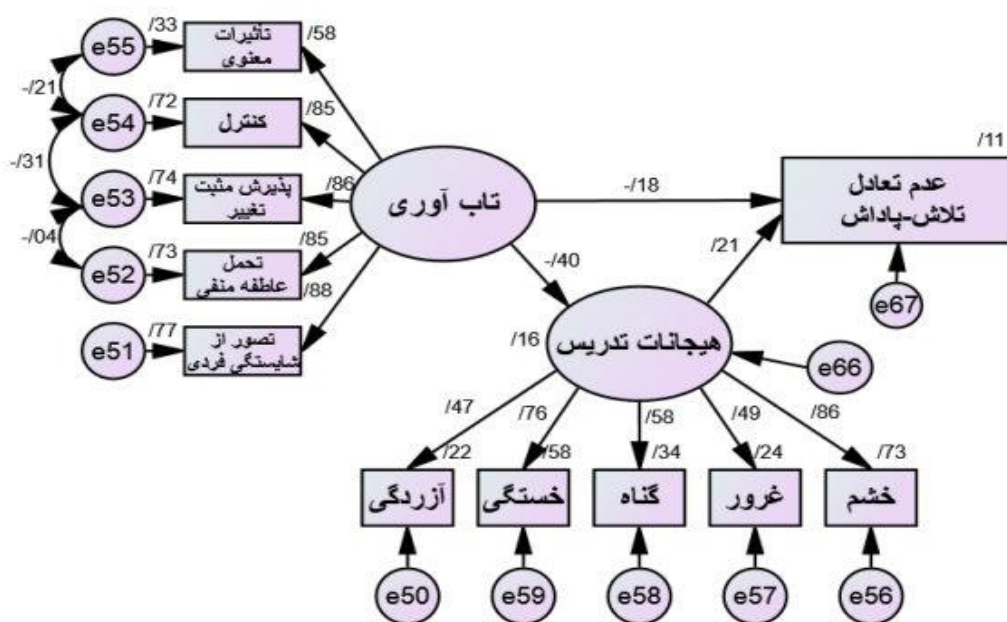 e55
/33
تأثیرات
معنوی
/58
-/21
e54
/72
کنترل
/85
-/31
e53
/74
پذیرش مثبت
تغییر
/86
-/04
e52
/73
تحمل
عاطفه منفی
/85
e51
/77
تصور از
شایستگی فردی
/88
تاب آوری
-/18
-/40
/11
عدم تعادل
تلاش-پاداش
e67
/21
/16
هیجانات تدریس
e66
/47
/76
/58
/49
/86
/22
/58
/34
/24
/73
آزردگی
خستگی
گناه
غرور
خشم
e50
e59
e58
e57
e56